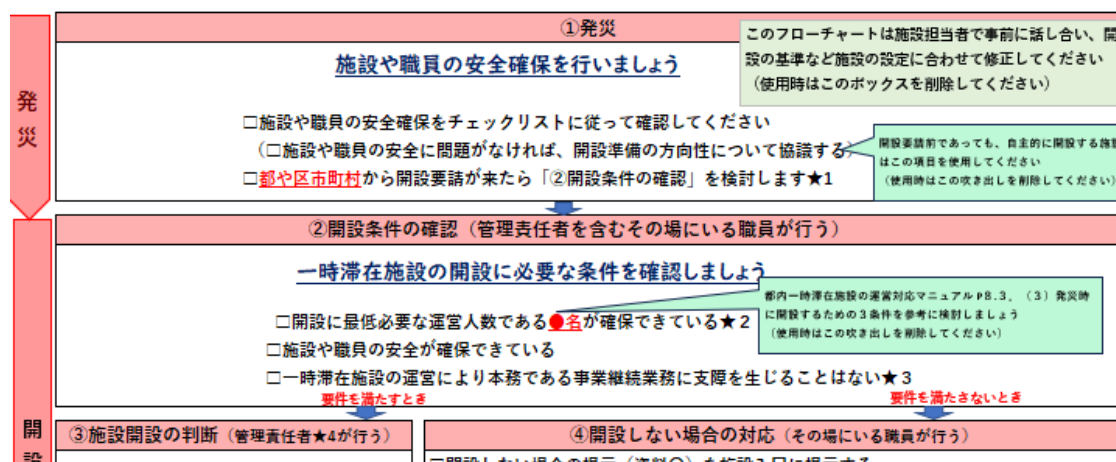 発災
①発災
このフローチャートは施設担当者で事前に話し合い、開
設の基準など施設の設定に合わせて修正してください
（使用時はこのボックスを削除してください）
施設や職員の安全確保を行いましょう
□施設や職員の安全確保をチェックリストに従って確認してください
（□施設や職員の安全に問題がなければ、開設準備の方向性について協議する）
□都や区市町村から開設要請が来たら「②開設条件の確認」を検討します★1
開設要請前であっても、自主的に開設する施設
はこの項目を使用してください
（使用時はこの吹き出しを削除してください）
開設
②開設条件の確認（管理責任者を含むその場にいる職員が行う）
一時滞在施設の開設に必要な条件を確認しましょう
都内一時滞在施設の運営対応マニュアルP8.3．（3）発災時
に開設するための3条件を参考に検討しましょう
（使用時はこの吹き出しを削除してください）
□開設に最低必要な運営人数である●名が確保できている★２
□施設や職員の安全が確保できている
□一時滞在施設の運営により本務である事業継続業務に支障を生じることはない★３
要件を満たすとき
要件を満たさないとき
③施設開設の判断（管理責任者★4が行う）
④開設しない場合の対応（その場にいる職員が行う）
□開設しない場合の掲示（資料〇）を施設入口に掲示する